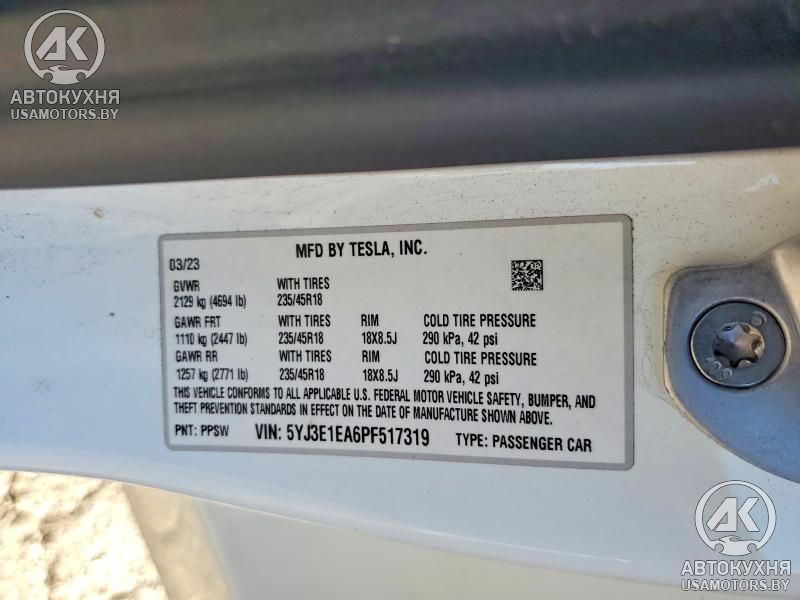 AK
АВТОКУХНЯ
USAMOTORS.BY
MFD BY TESLA, INC.
03/23
GVWR WITH TIRES
2129 kg (4694 lb) 235/45R18
GAWR FRT WITH TIRES RIM COLD TIRE PRESSURE
1110 kg (2447 lb) 235/45R18 18X8.5J 290 kPa, 42 psi
GAWR RR WITH TIRES RIM COLD TIRE PRESSURE
1257 kg (2771 lb) 235/45R18 18X8.5J 290 kPa, 42 psi
THIS VEHICLE CONFORMS TO ALL APPLICABLE U.S. FEDERAL MOTOR VEHICLE SAFETY, BUMPER, AND
THEFT PREVENTION STANDARDS IN EFFECT ON THE DATE OF MANUFACTURE SHOWN ABOVE.
PNT: PPSW VIN: 5YJ3E1EA6PF517319 TYPE: PASSENGER CAR
AK
АВТОКУХНЯ
USAMOTORS.BY